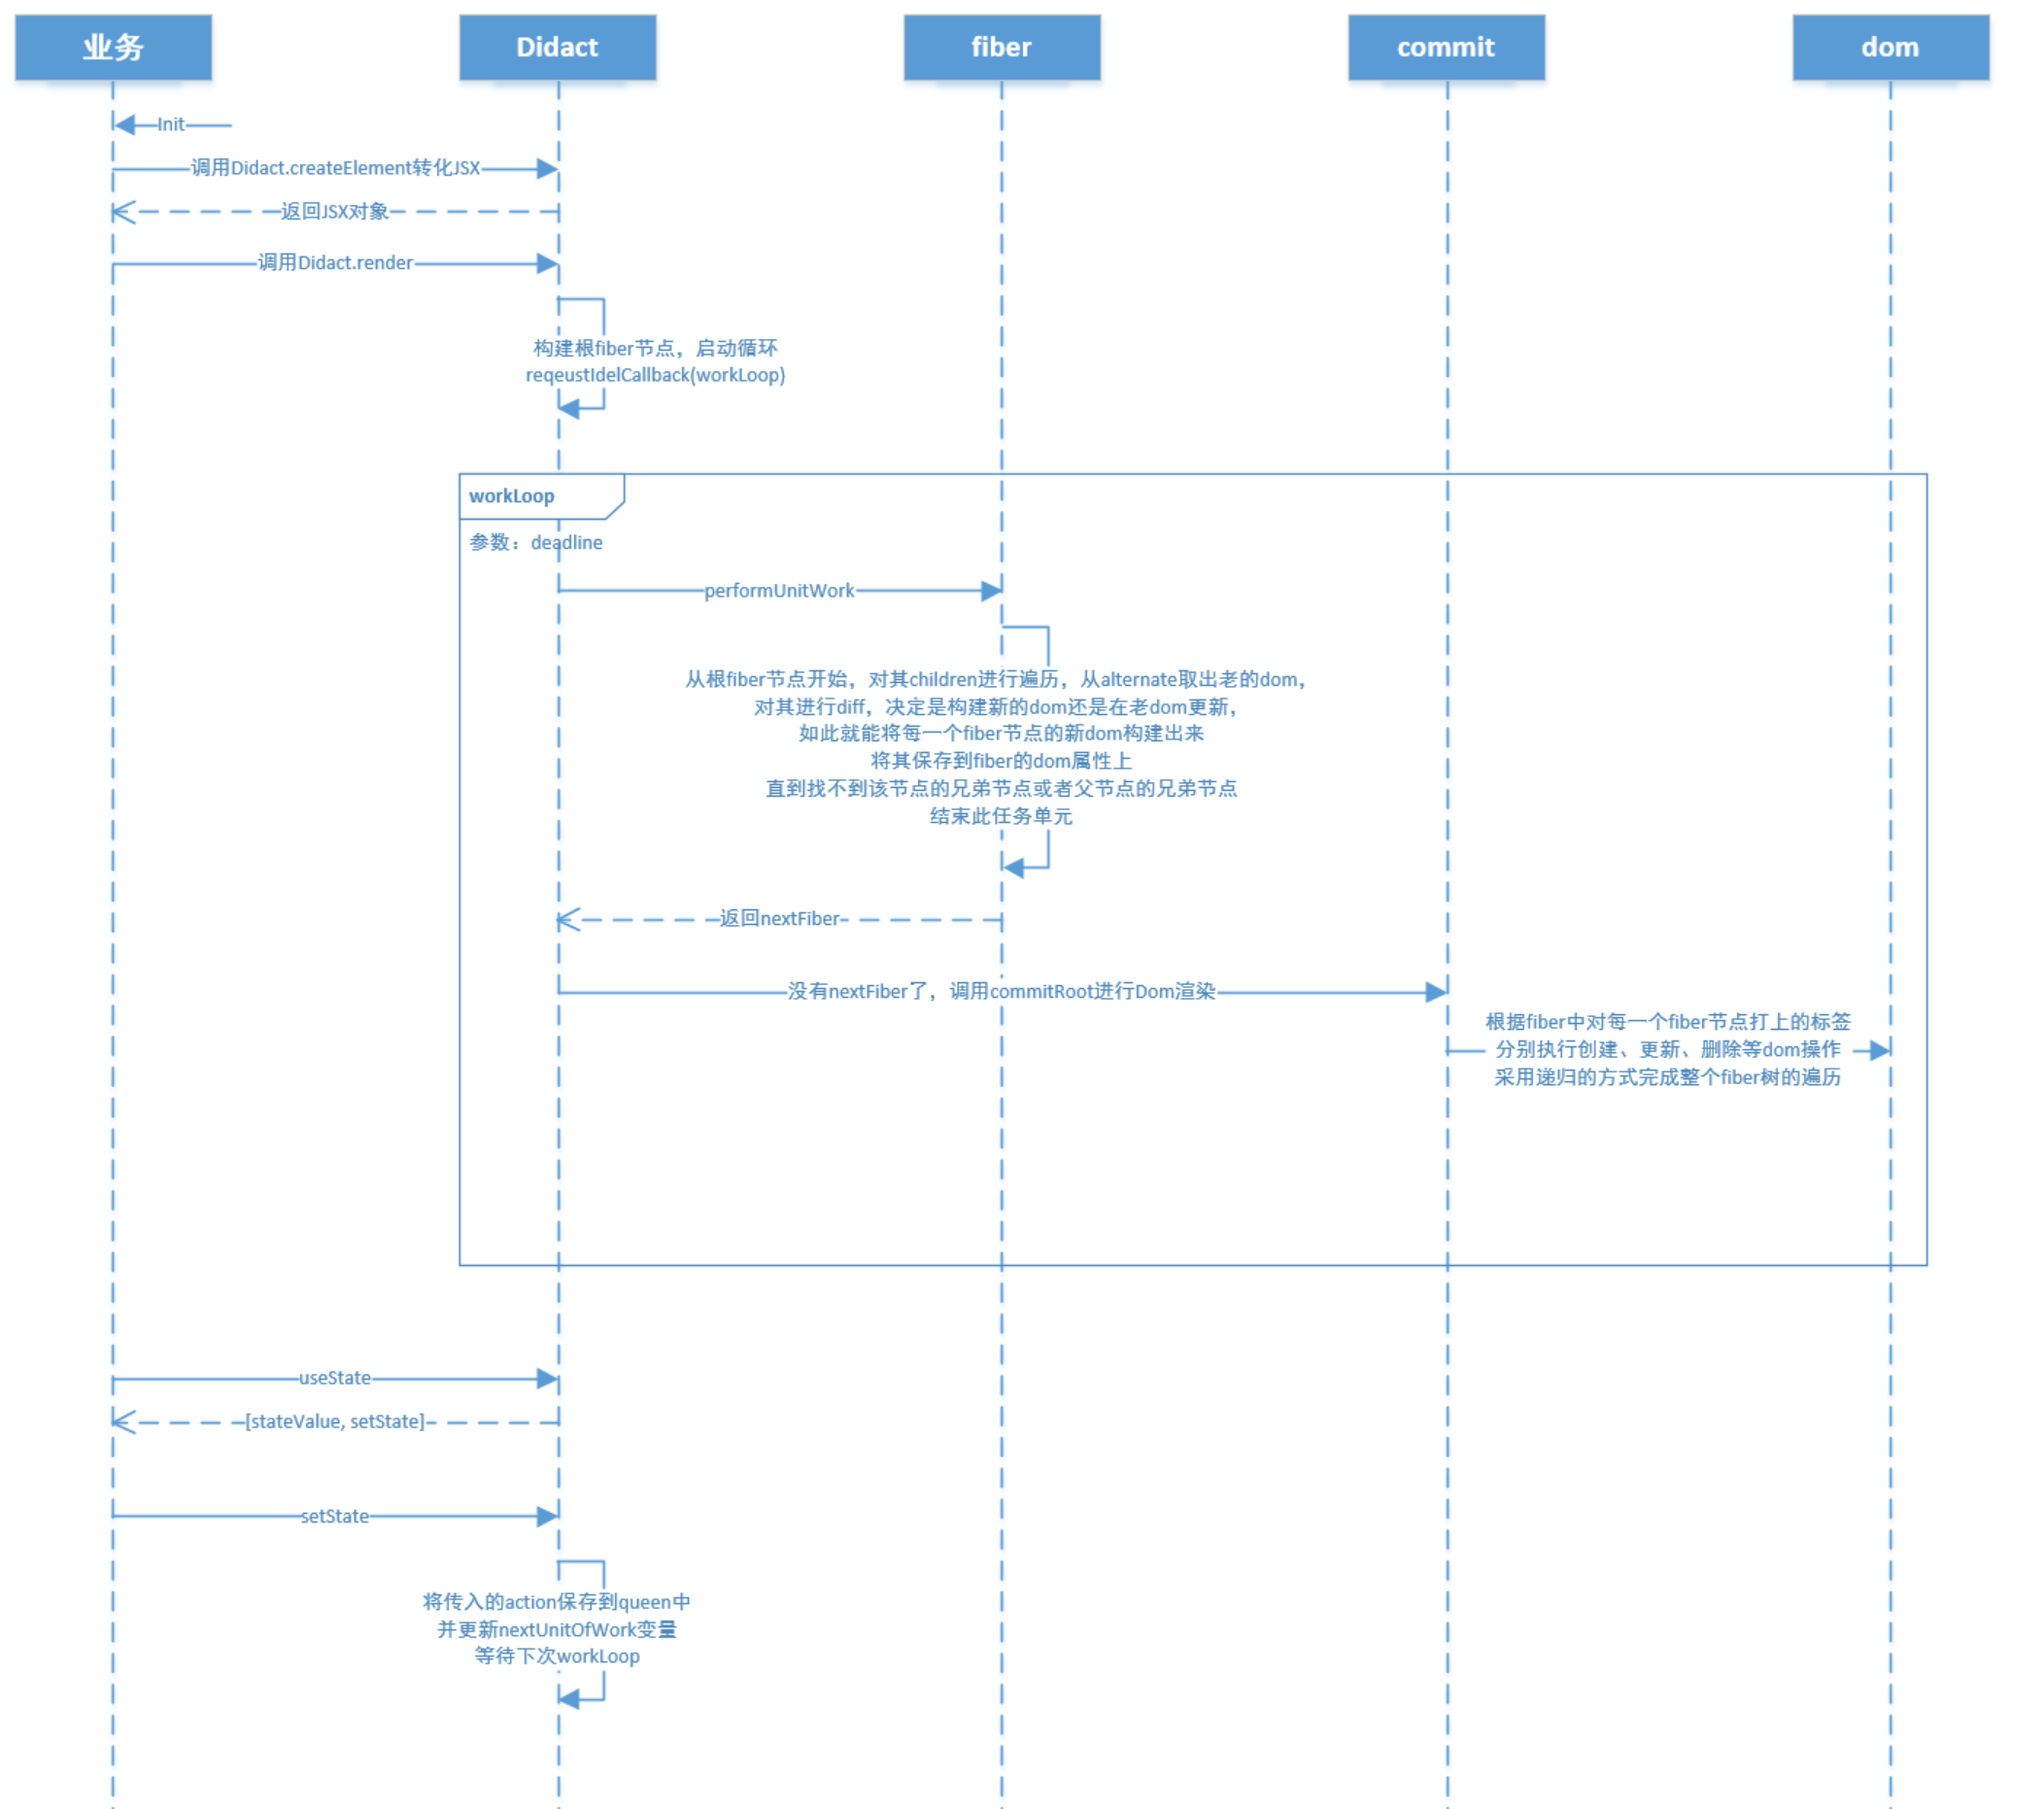 业务
Didact
fiber
commit
dom
Init
调用Didact.createElement转化JSX
返回JSX对象
调用Didact.render
构建根fiber节点，启动循环
reqeustIdelCallback(workLoop)
workLoop
参数：deadline
performUnitWork
从根fiber节点开始，对其children进行遍历，从alternate取出老的dom，
对其进行diff，决定是构建新的dom还是在老dom更新，
如此就能将每一个fiber节点的新dom构建出来
将其保存到fiber的dom属性上
直到找不到该节点的兄弟节点或者父节点的兄弟节点
结束此任务单元
返回nextFiber
没有nextFiber了，调用commitRoot进行Dom渲染
根据fiber中对每一个fiber节点打上的标签
分别执行创建、更新、删除等dom操作
采用递归的方式完成整个fiber树的遍历
useState
[stateValue, setState]
setState
将传入的action保存到queen中
并更新nextUnitOfWork变量
等待下次workLoop